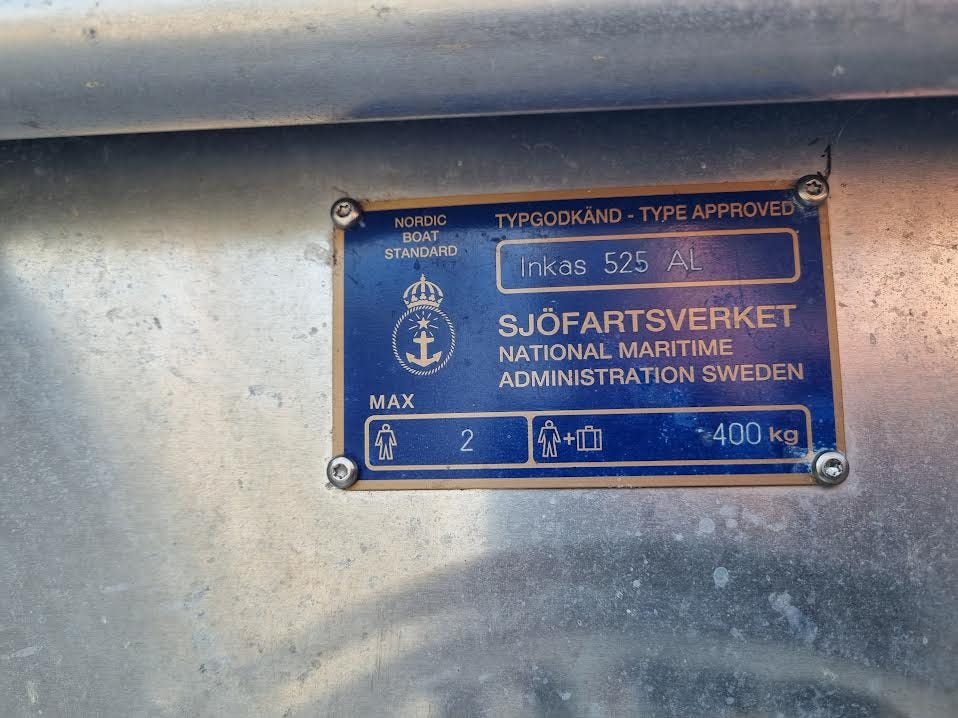 NORDIC
BOAT
STANDARD
TYPGODKÄND - TYPE APPROVED
Inkas 525 AL
SJÖFARTSVERKET
NATIONAL MARITIME
ADMINISTRATION SWEDEN
MAX
2
+
400 kg